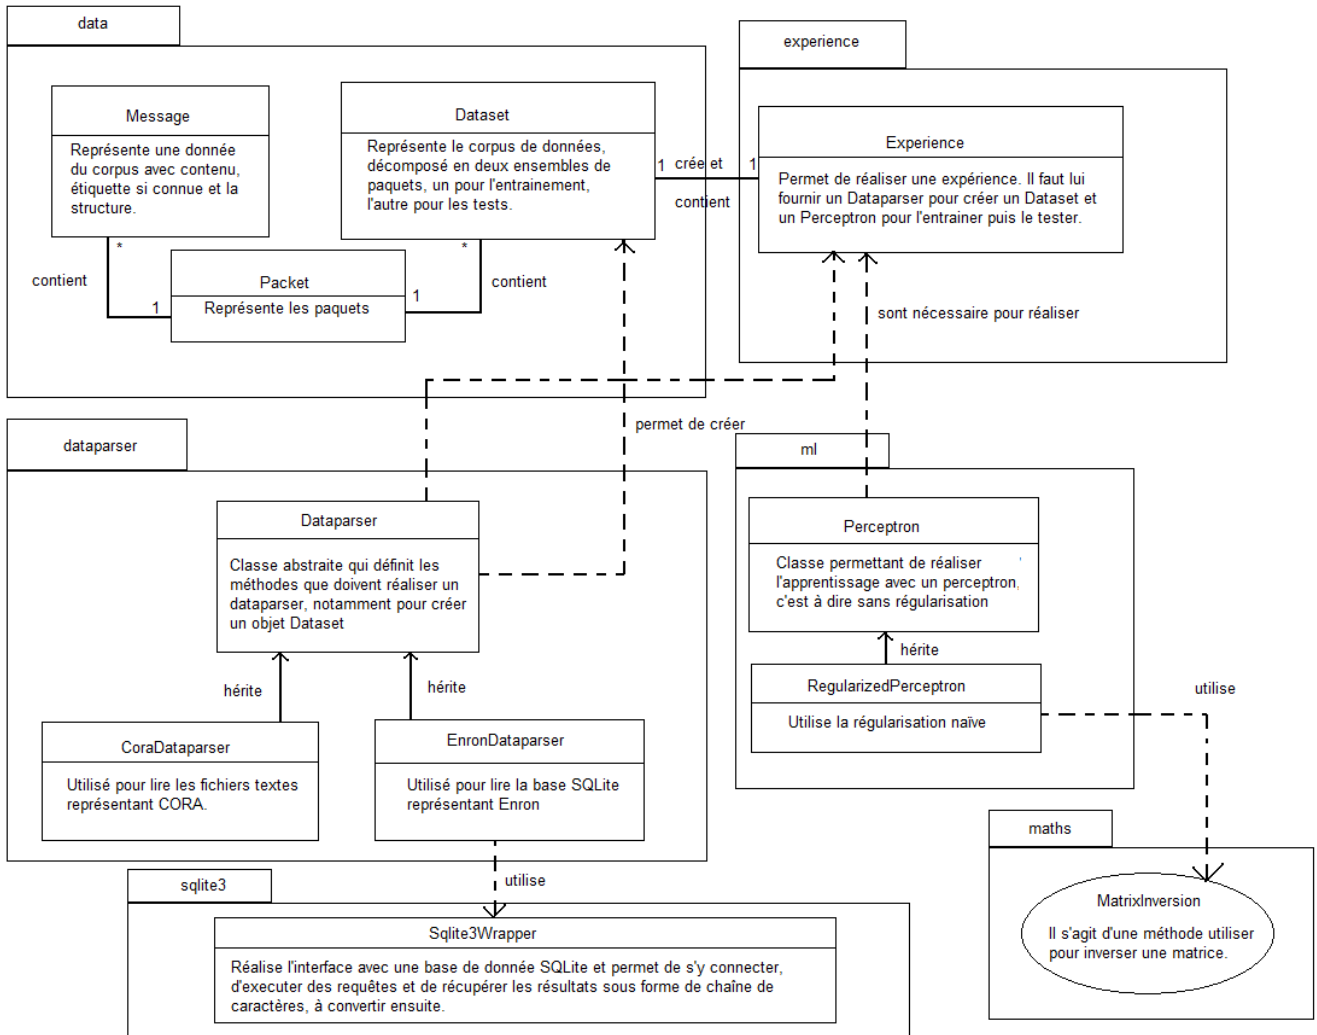 data
Message
Représente une donnée
du corpus avec contenu,
étiquette si connue et la
structure.
Dataset
Représente le corpus de données,
décomposé en deux ensembles de
paquets, un pour l'entrainement,
l'autre pour les tests.
*
contient
1
Packet
Représente les paquets
1
*
contient
1
crée et
1
contient
experience
Experience
Permet de réaliser une expérience. Il faut lui
fournir un Dataparser pour créer un Dataset et
un Perceptron pour l'entrainer puis le tester.
sont nécessaire pour réaliser
permet de créer
dataparser
Dataparser
Classe abstraite qui définit les
méthodes que doivent réaliser un
dataparser, notamment pour créer
un objet Dataset
hérite
hérite
CoraDataparser
Utilisé pour lire les fichiers textes
représentant CORA.
EnronDataparser
Utilisé pour lire la base SQLite
représentant Enron
ml
Perceptron
Classe permettant de réaliser
l'apprentissage avec un perceptron,
c'est à dire sans régularisation
hérite
RegularizedPerceptron
Utilise la régularisation naïve
utilise
maths
MatrixInversion
Il s'agit d'une méthode utiliser
pour inverser une matrice.
utilise
sqlite3
Sqlite3Wrapper
Réalise l'interface avec une base de donnée SQLite et permet de s'y connecter,
d'executer des requêtes et de récupérer les résultats sous forme de chaîne de
caractères, à convertir ensuite.